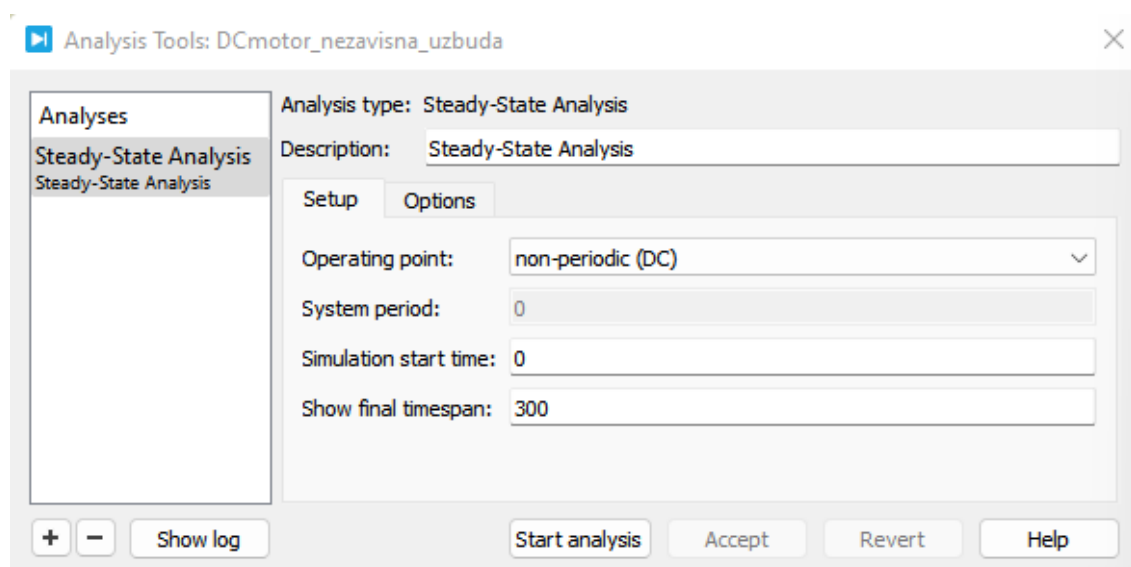 Analysis Tools: DCmotor_nezavisna_uzbuda
Analyses
Steady-State Analysis
Steady-State Analysis
Analysis type: Steady-State Analysis
Description: Steady-State Analysis
Setup Options
Operating point: non-periodic (DC)
System period: 0
Simulation start time: 0
Show final timespan: 300
+ − Show log Start analysis Accept Revert Help